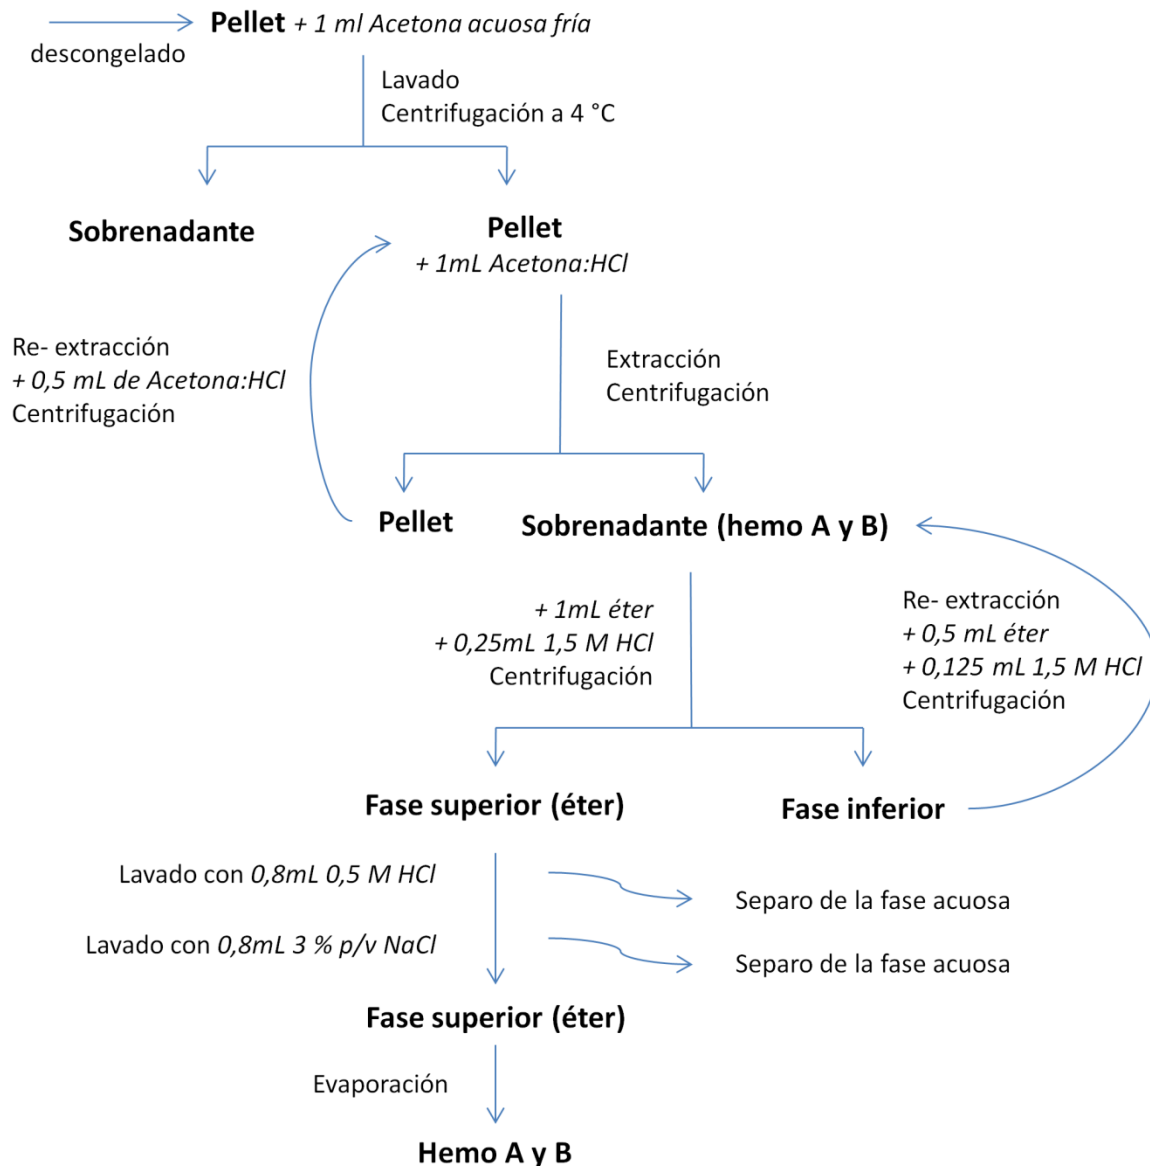 Pellet + 1 ml Acetona acuosa fría
descongelado
Lavado
Centrifugación a 4 °C
Sobrenadante
Pellet
+ 1mL Acetona:HCl
Re- extracción
+ 0,5 mL de Acetona:HCl
Centrifugación
Extracción
Centrifugación
Pellet
Sobrenadante (hemo A y B)
+ 1mL éter
+ 0,25mL 1,5 M HCl
Centrifugación
Re- extracción
+ 0,5 mL éter
+ 0,125 mL 1,5 M HCl
Centrifugación
Fase superior (éter)
Fase inferior
Lavado con 0,8mL 0,5 M HCl
Separo de la fase acuosa
Lavado con 0,8mL 3 % p/v NaCl
Separo de la fase acuosa
Fase superior (éter)
Evaporación
Hemo A y B